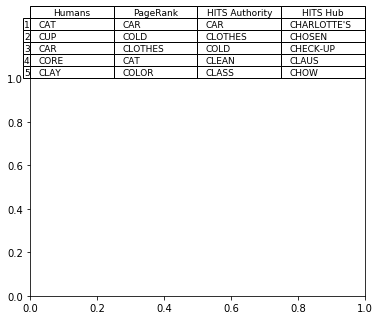 Humans PageRank HITS Authority HITS Hub
1 CAT CAR CAR CHARLOTTE'S
2 CUP COLD CLOTHES CHOSEN
3 CAR CLOTHES COLD CHECK-UP
4 CORE CAT CLEAN CLAUS
5 CLAY COLOR CLASS CHOW
1.0
0.8
0.6
0.4
0.2
0.0
0.0 0.2 0.4 0.6 0.8 1.0